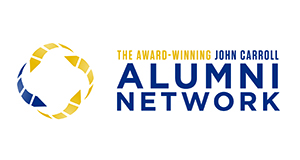 THE AWARD-WINNING JOHN CARROLL
ALUMNI
NETWORK